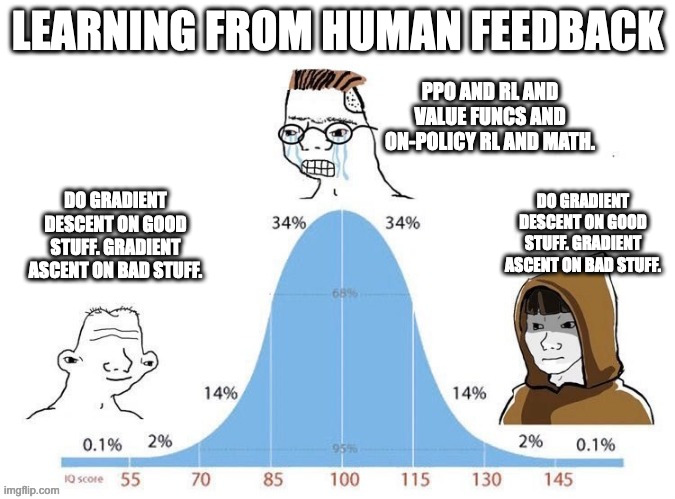 LEARNING FROM HUMAN FEEDBACK
PPO AND RL AND
VALUE FUNCS AND
ON-POLICY RL AND MATH.
DO GRADIENT
DESCENT ON GOOD
STUFF. GRADIENT
ASCENT ON BAD STUFF.
DO GRADIENT
DESCENT ON GOOD
STUFF. GRADIENT
ASCENT ON BAD STUFF.
34% 34%
68%
14% 14%
0.1% 2% 95% 2% 0.1%
IQ score 55 70 85 100 115 130 145
imgflip.com